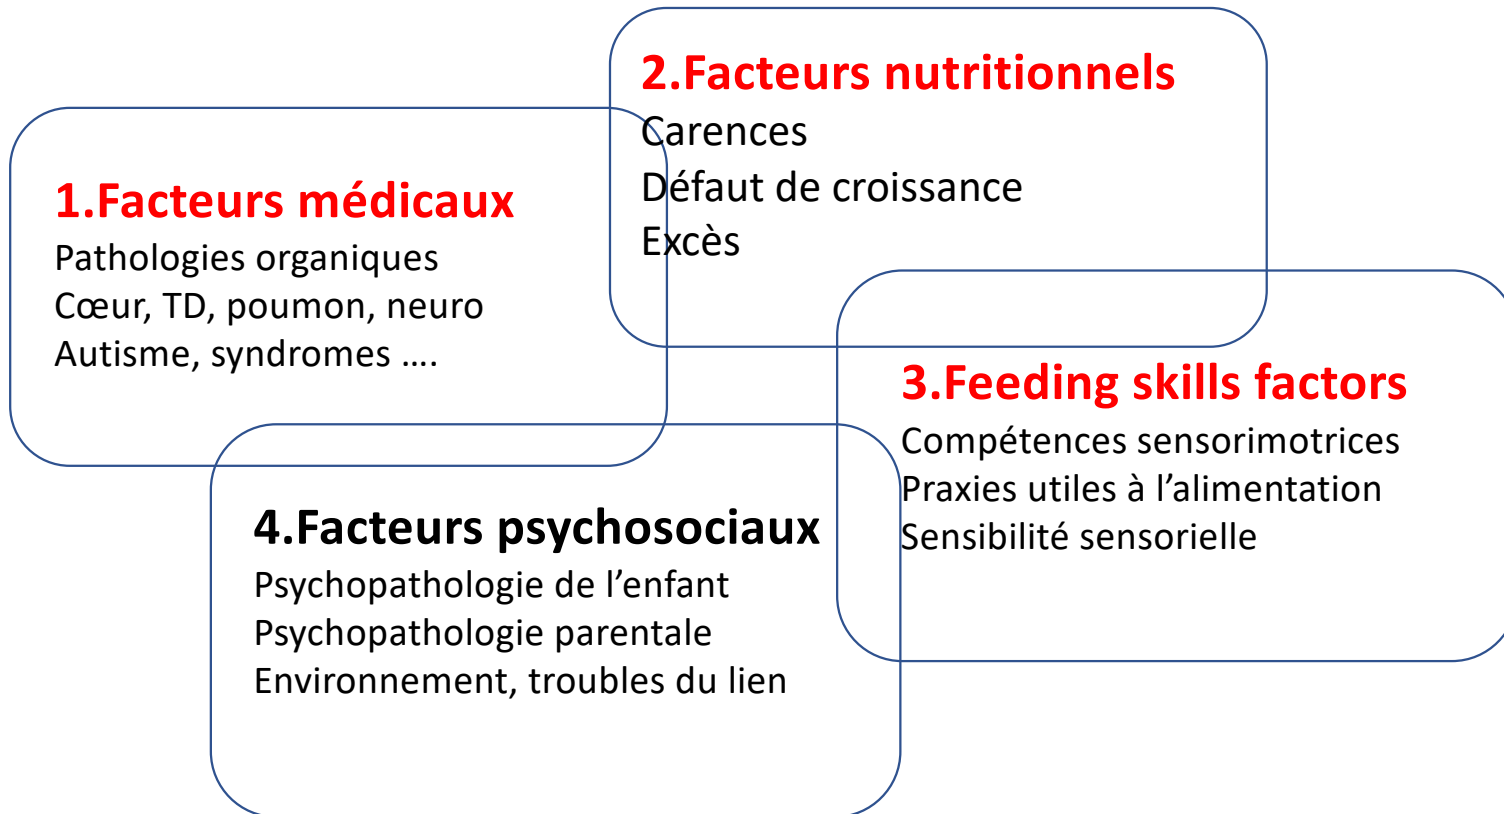 1.Facteurs médicaux
Pathologies organiques
Cœur, TD, poumon, neuro
Autisme, syndromes ....
2.Facteurs nutritionnels
Carences
Défaut de croissance
Excès
3.Feeding skills factors
Compétences sensorimotrices
Praxies utiles à l’alimentation
Sensibilité sensorielle
4.Facteurs psychosociaux
Psychopathologie de l’enfant
Psychopathologie parentale
Environnement, troubles du lien